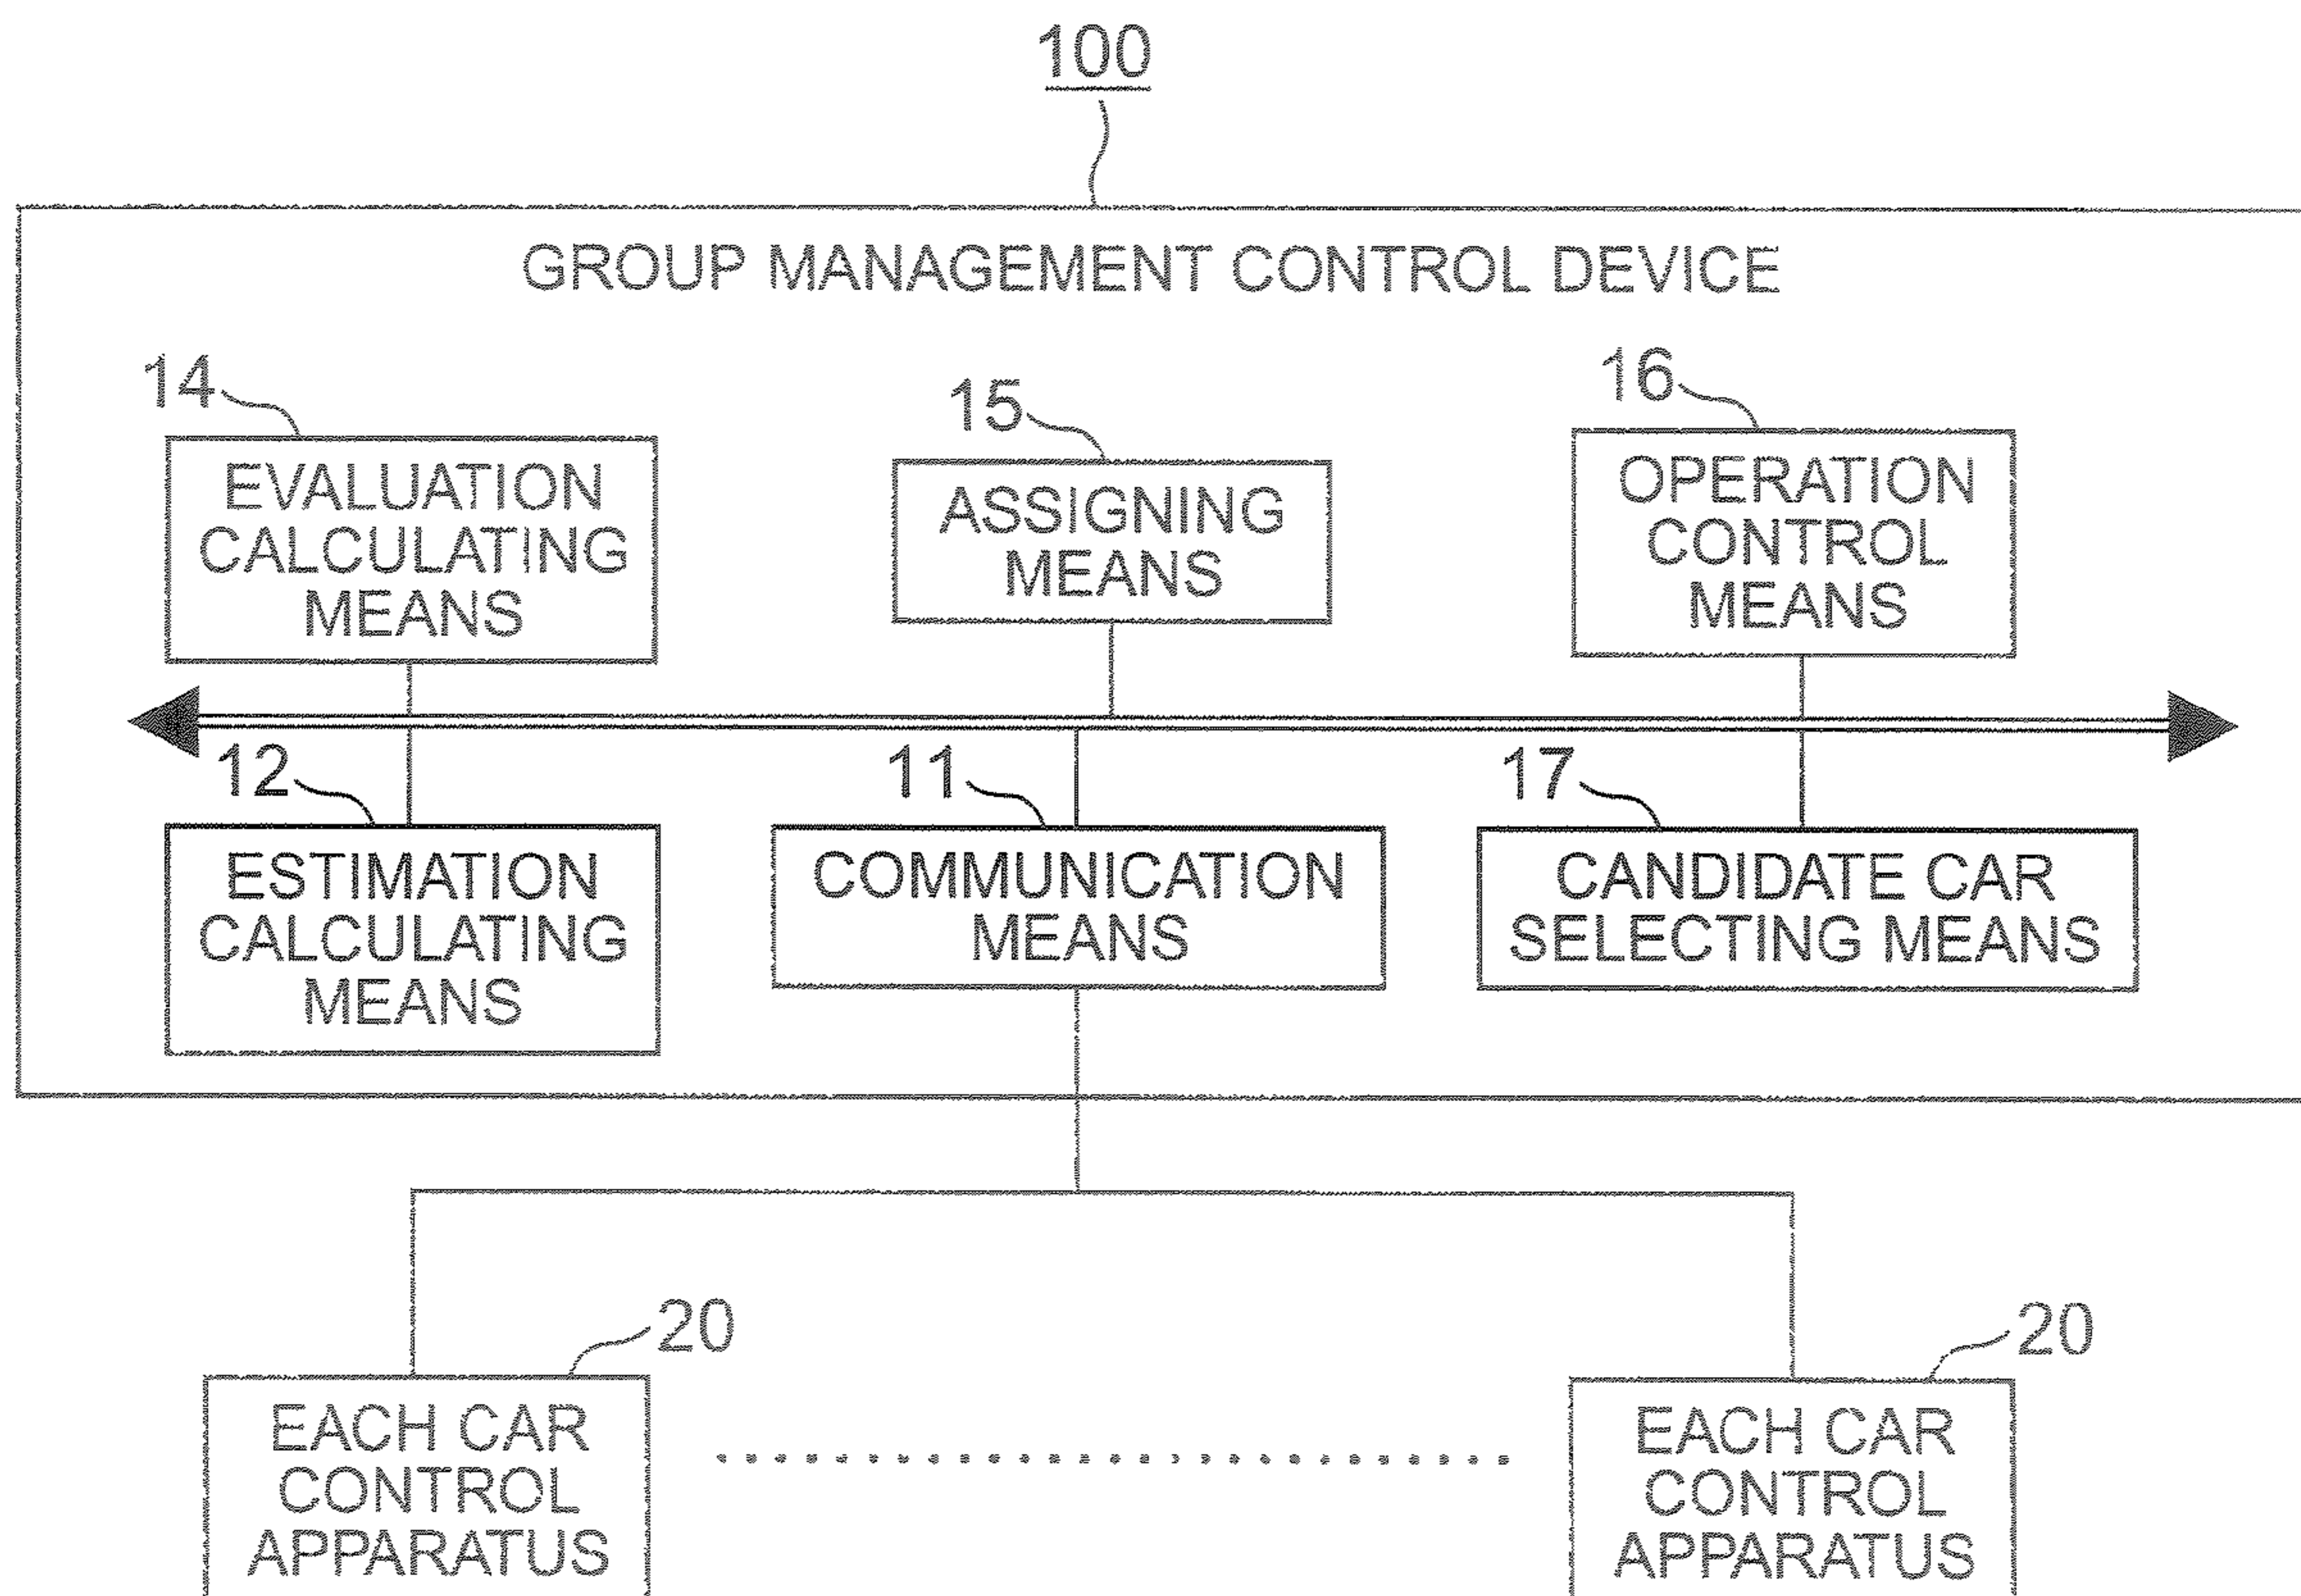 100
GROUP MANAGEMENT CONTROL DEVICE
14
EVALUATION
CALCULATING
MEANS
15
ASSIGNING
MEANS
16
OPERATION
CONTROL
MEANS
12
ESTIMATION
CALCULATING
MEANS
11
COMMUNICATION
MEANS
17
CANDIDATE CAR
SELECTING MEANS
20
EACH CAR
CONTROL
APPARATUS
20
EACH CAR
CONTROL
APPARATUS